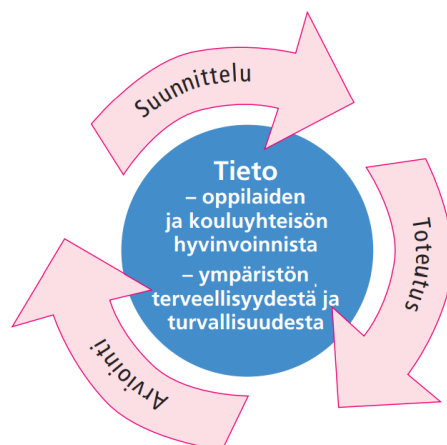 Suunnittelu
Tieto
– oppilaiden
ja kouluyhteisön
hyvinvoinnista
– ympäristön
terveellisyydestä ja
turvallisuudesta
Toteutus
Arviointi